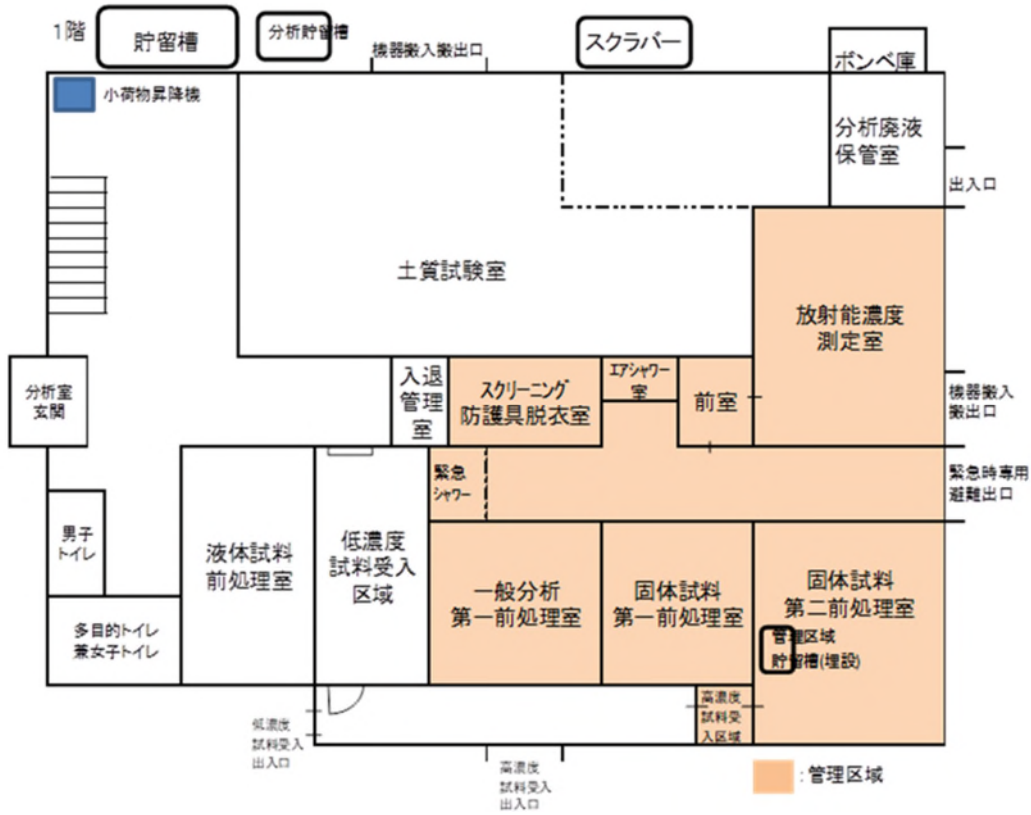 1階
貯留槽
分析貯留槽
スクラバー
ボンベ庫
機器搬入搬出口
小荷物昇降機
分析廃液
保管室
出入口
土質試験室
放射能濃度
測定室
分析室
玄関
入退
管理
室
スクリーニング
防護具脱衣室
エアシャワー
室
前室
機器搬入
搬出口
緊急
シャワー
緊急時専用
避難出口
男子
トイレ
液体試料
前処理室
低濃度
試料受入
区域
一般分析
第一前処理室
固体試料
第一前処理室
固体試料
第二前処理室
管理区域
貯留槽(埋設)
多目的トイレ
兼女子トイレ
高濃度
試料受
入区域
低濃度
試料受入
出入口
高濃度
試料受入
出入口
:管理区域